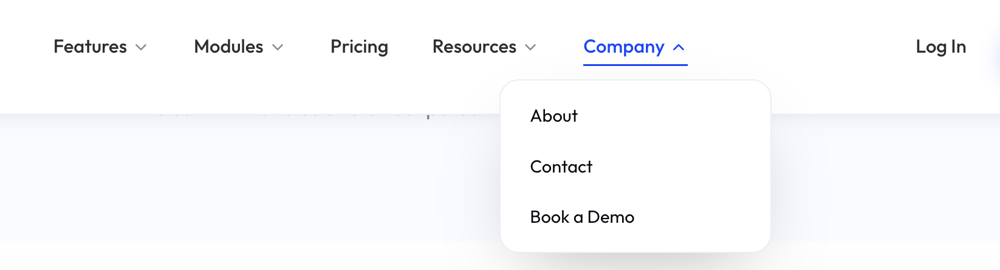 Features
Modules
Pricing
Resources
Company
Log In
About
Contact
Book a Demo